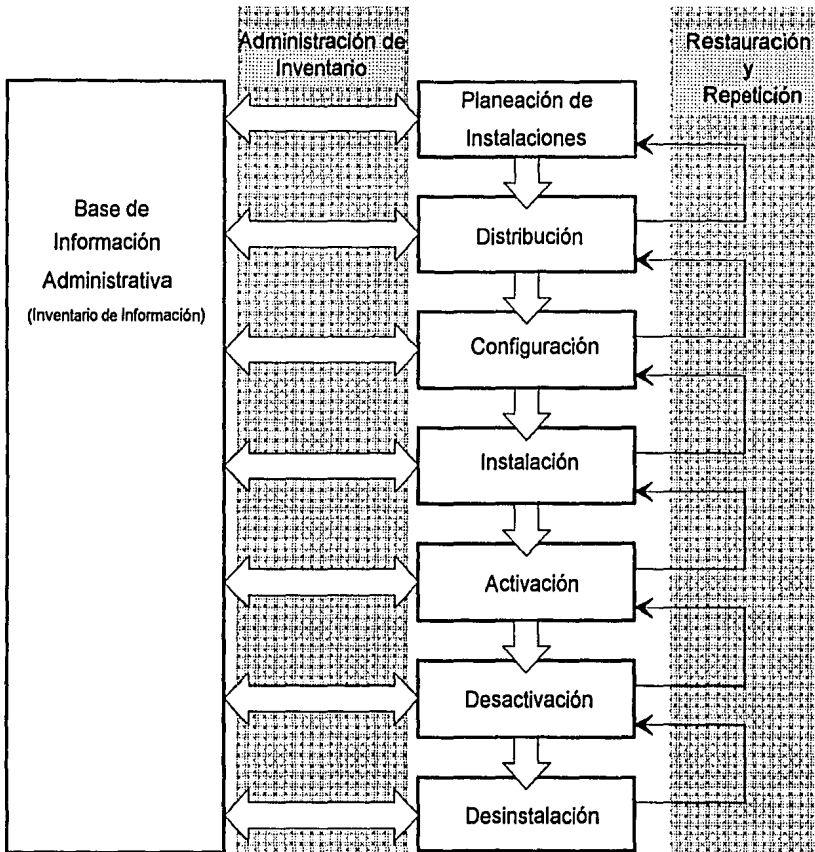 Administración de
Inventario
Restauración
y
Repetición
Planeación de
Instalaciones
Base de
Información
Administrativa
(Inventario de Información)
Distribución
Configuración
Instalación
Activación
Desactivación
Desinstalación